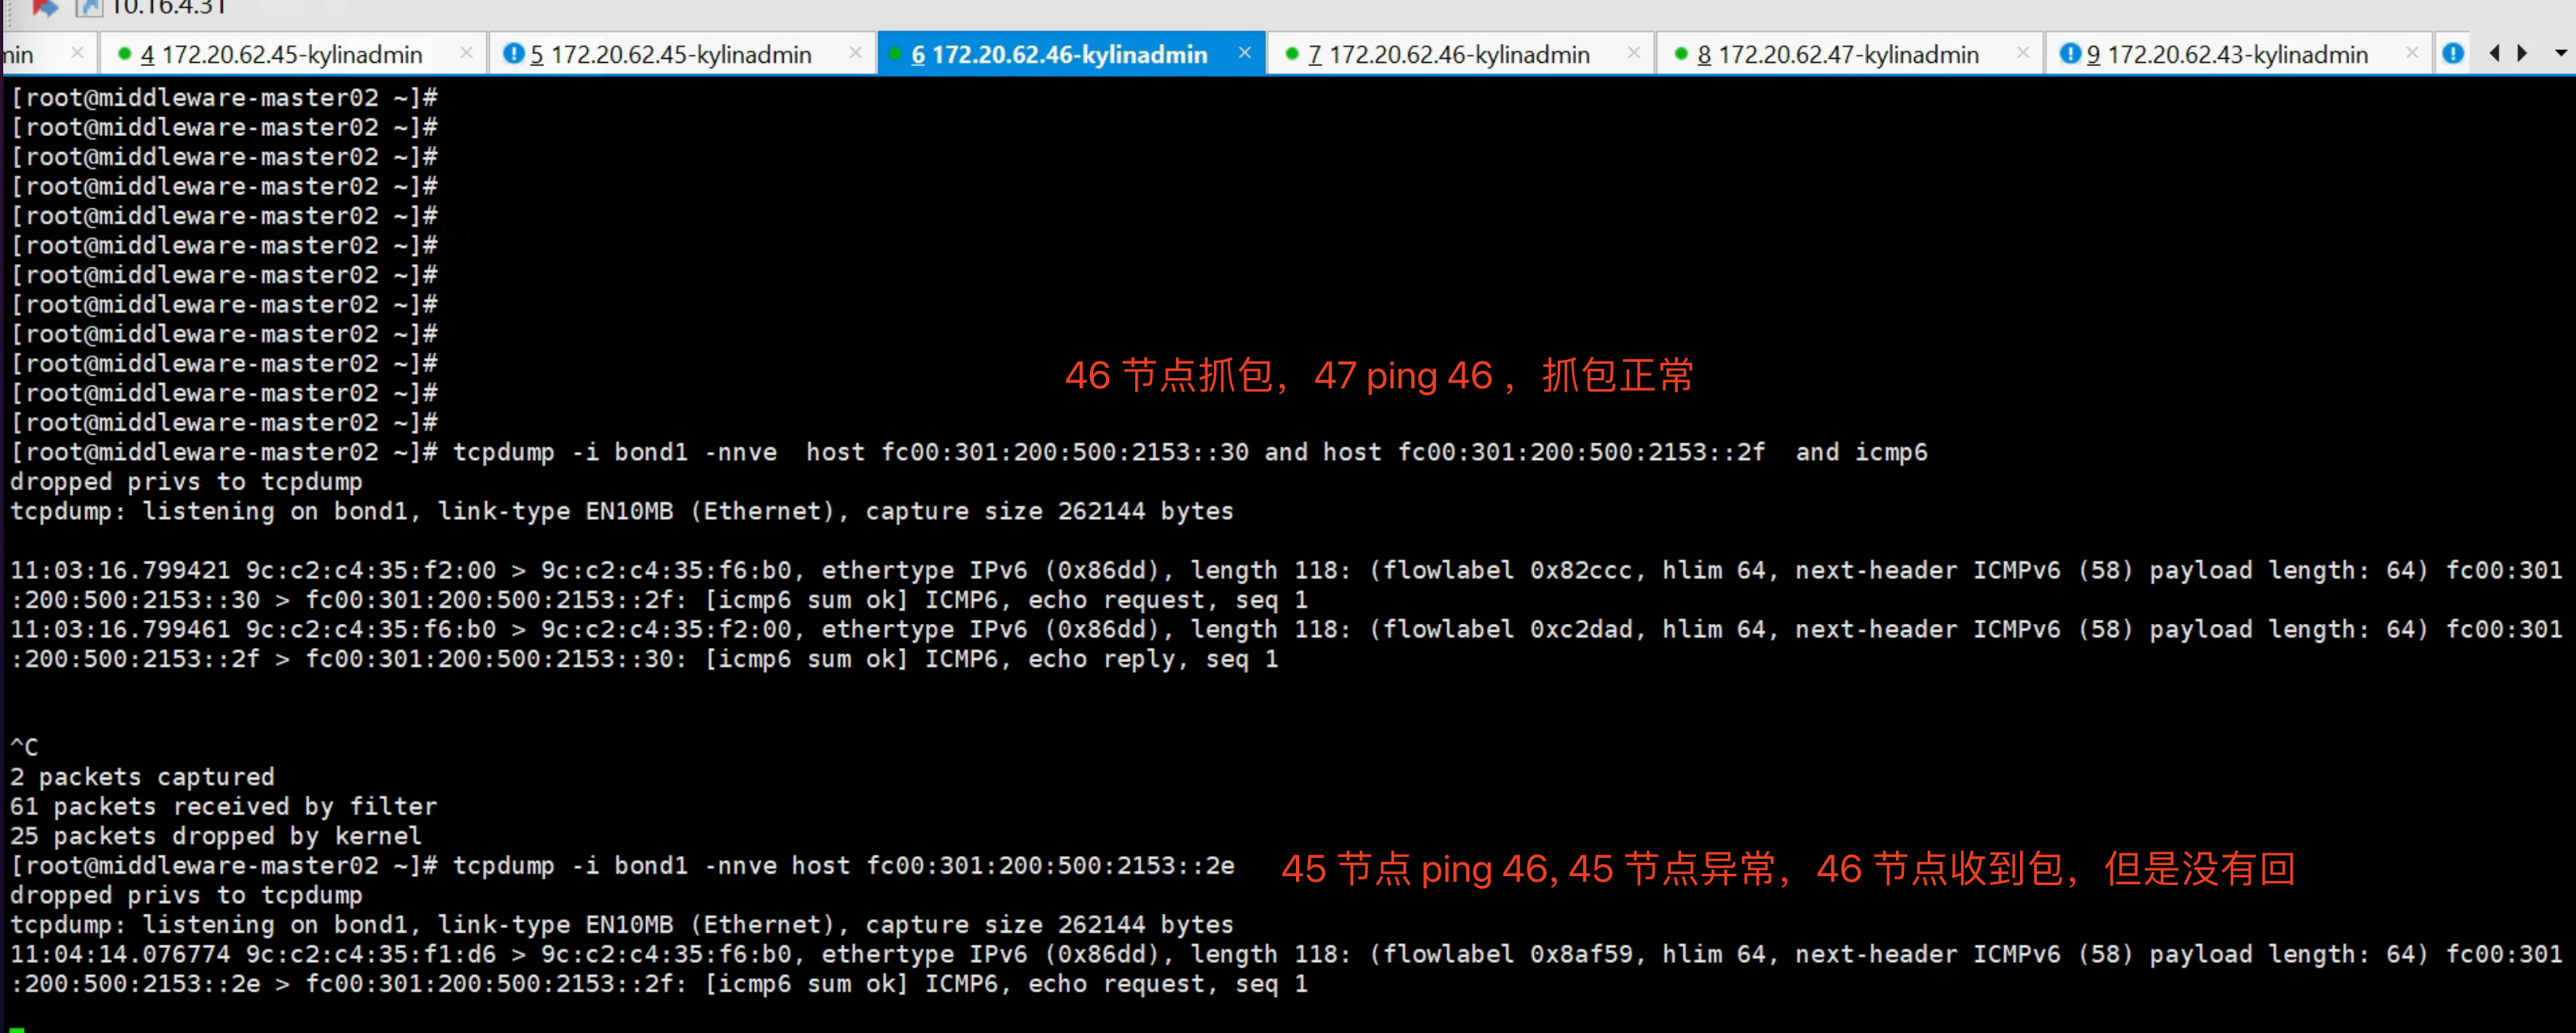 10.16.4.31
min × 4 172.20.62.45-kylinadmin × 5 172.20.62.45-kylinadmin × 6 172.20.62.46-kylinadmin × 7 172.20.62.46-kylinadmin × 8 172.20.62.47-kylinadmin × 9 172.20.62.43-kylinadmin ×
[root@middleware-master02 ~]#
[root@middleware-master02 ~]#
[root@middleware-master02 ~]#
[root@middleware-master02 ~]#
[root@middleware-master02 ~]#
[root@middleware-master02 ~]#
[root@middleware-master02 ~]#
[root@middleware-master02 ~]#
[root@middleware-master02 ~]#
[root@middleware-master02 ~]#
46 节点抓包，47 ping 46 ，抓包正常
[root@middleware-master02 ~]#
[root@middleware-master02 ~]#
[root@middleware-master02 ~]# tcpdump -i bond1 -nnve  host fc00:301:200:500:2153::30 and host fc00:301:200:500:2153::2f  and icmp6
dropped privs to tcpdump
tcpdump: listening on bond1, link-type EN10MB (Ethernet), capture size 262144 bytes
11:03:16.799421 9c:c2:c4:35:f2:00 > 9c:c2:c4:35:f6:b0, ethertype IPv6 (0x86dd), length 118: (flowlabel 0x82ccc, hlim 64, next-header ICMPv6 (58) payload length: 64) fc00:301
:200:500:2153::30 > fc00:301:200:500:2153::2f: [icmp6 sum ok] ICMP6, echo request, seq 1
11:03:16.799461 9c:c2:c4:35:f6:b0 > 9c:c2:c4:35:f2:00, ethertype IPv6 (0x86dd), length 118: (flowlabel 0xc2dad, hlim 64, next-header ICMPv6 (58) payload length: 64) fc00:301
:200:500:2153::2f > fc00:301:200:500:2153::30: [icmp6 sum ok] ICMP6, echo reply, seq 1
^C
2 packets captured
61 packets received by filter
25 packets dropped by kernel
[root@middleware-master02 ~]# tcpdump -i bond1 -nnve host fc00:301:200:500:2153::2e
45 节点 ping 46, 45 节点异常，46 节点收到包，但是没有回
dropped privs to tcpdump
tcpdump: listening on bond1, link-type EN10MB (Ethernet), capture size 262144 bytes
11:04:14.076774 9c:c2:c4:35:f1:d6 > 9c:c2:c4:35:f6:b0, ethertype IPv6 (0x86dd), length 118: (flowlabel 0x8af59, hlim 64, next-header ICMPv6 (58) payload length: 64) fc00:301
:200:500:2153::2e > fc00:301:200:500:2153::2f: [icmp6 sum ok] ICMP6, echo request, seq 1